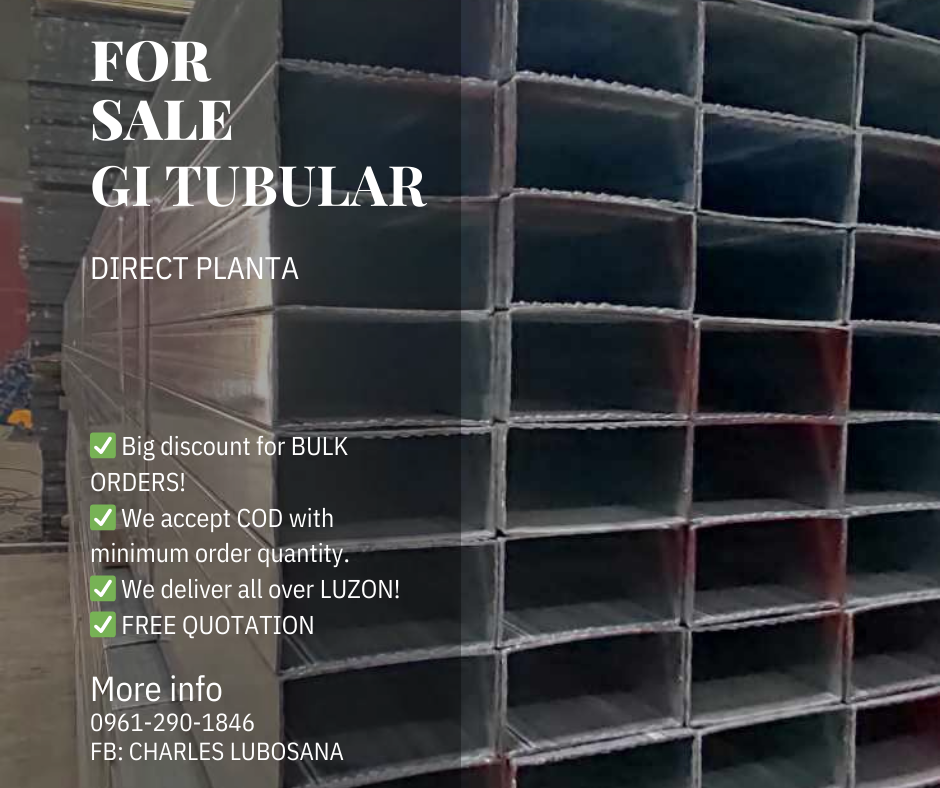 FOR
SALE
GI TUBULAR
DIRECT PLANTA
✅ Big discount for BULK
ORDERS!
✅ We accept COD with
minimum order quantity.
✅ We deliver all over LUZON!
✅ FREE QUOTATION
More info
0961-290-1846
FB: CHARLES LUBOSANA